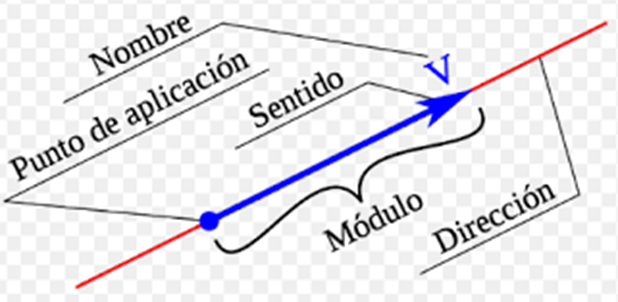 Nombre
Punto de aplicación
Sentido
V
Módulo
Dirección